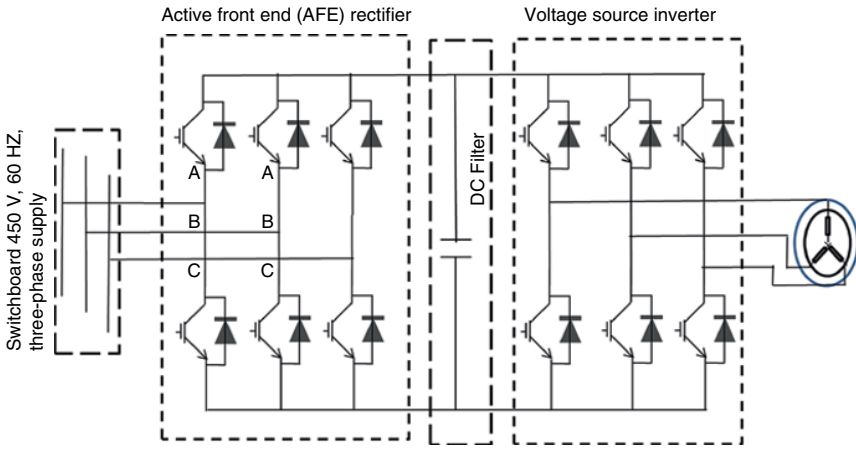 Active front end (AFE) rectifier
Voltage source inverter
Switchboard 450 V, 60 HZ,
three-phase supply
DC Filter
A A
B B
C C